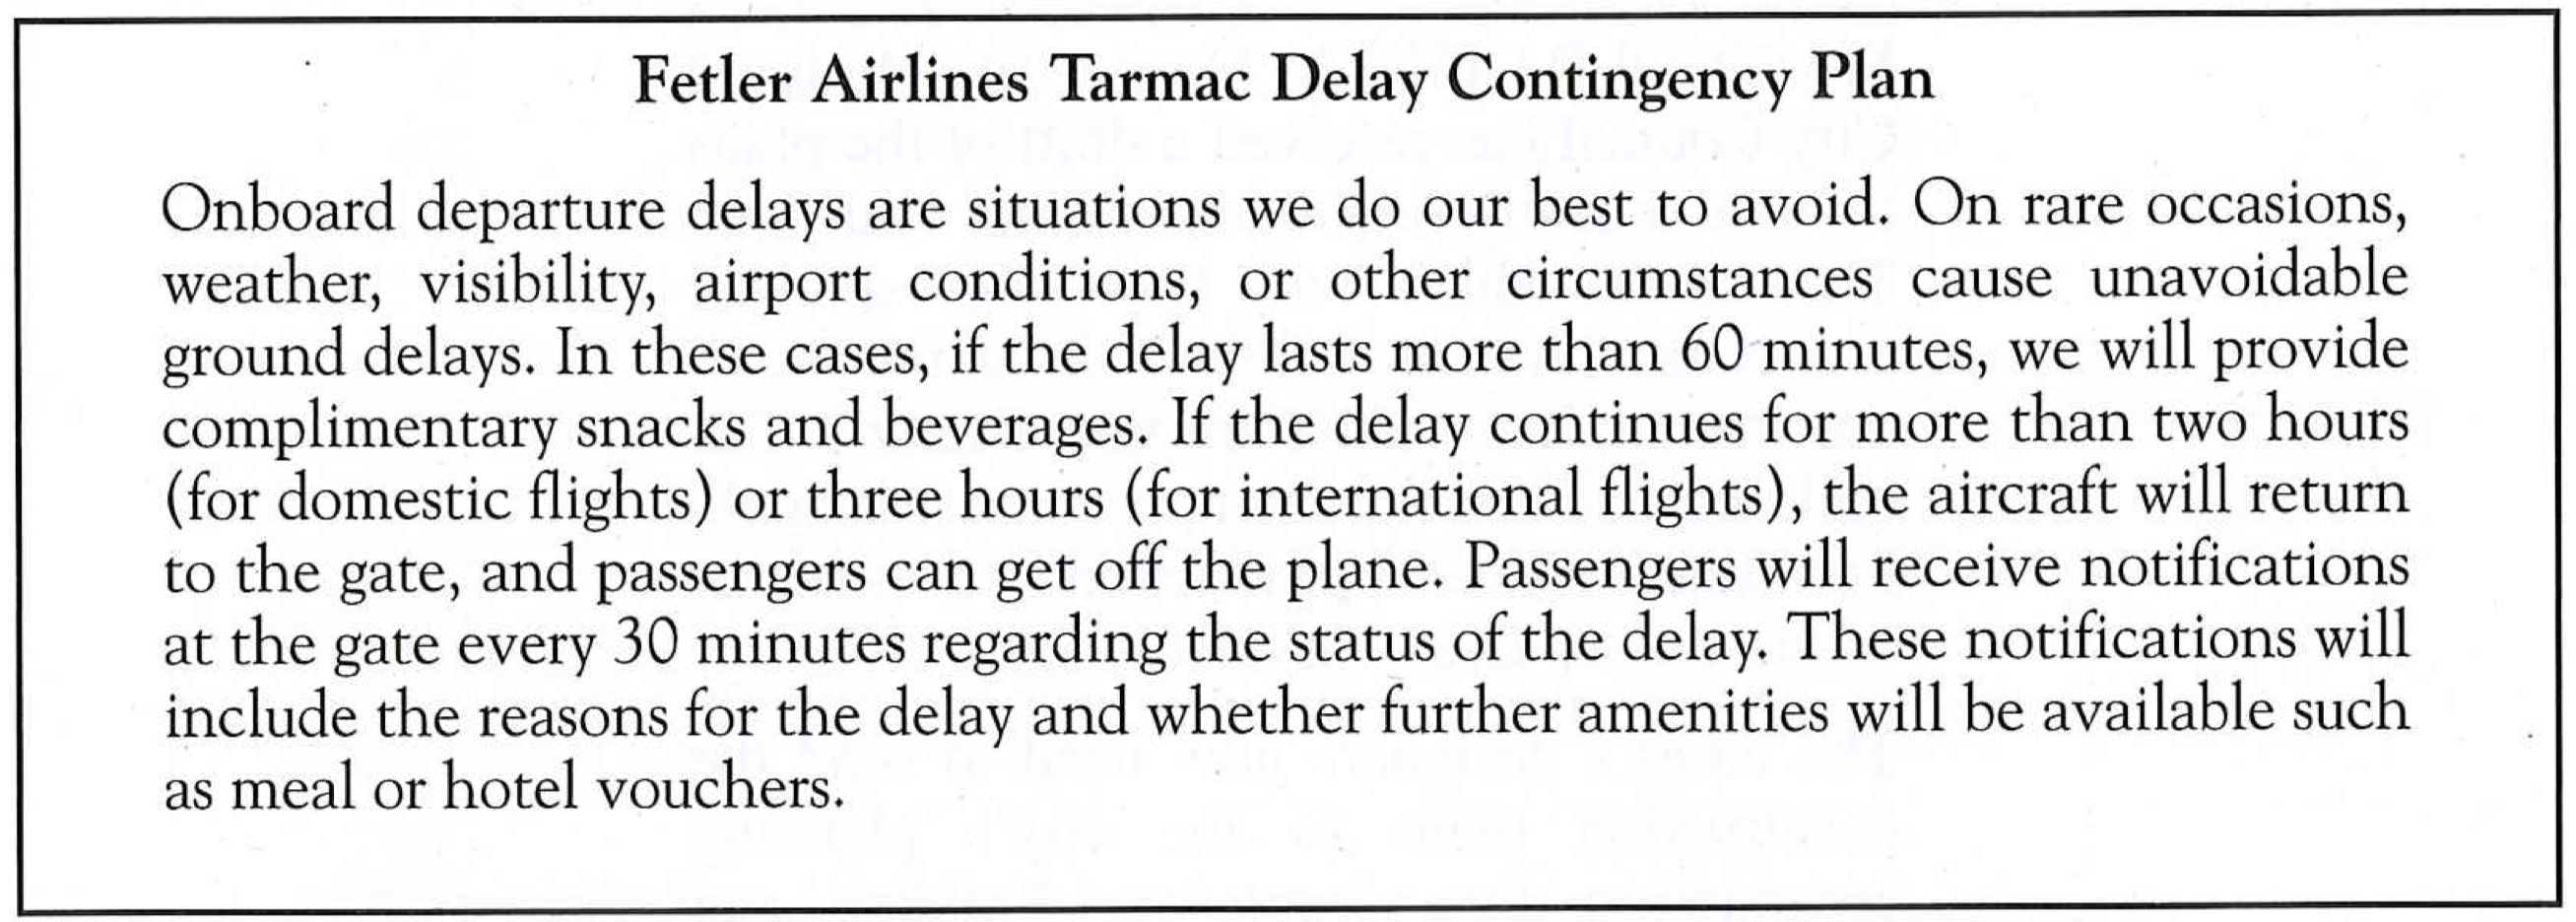 Fetler Airlines Tarmac Delay Contingency Plan
Onboard departure delays are situations we do our best to avoid. On rare occasions,
weather, visibility, airport conditions, or other circumstances cause unavoidable
ground delays. In these cases, if the delay lasts more than 60 minutes, we will provide
complimentary snacks and beverages. If the delay continues for more than two hours
(for domestic flights) or three hours (for international flights), the aircraft will return
to the gate, and passengers can get off the plane. Passengers will receive notifications
at the gate every 30 minutes regarding the status of the delay. These notifications will
include the reasons for the delay and whether further amenities will be available such
as meal or hotel vouchers.